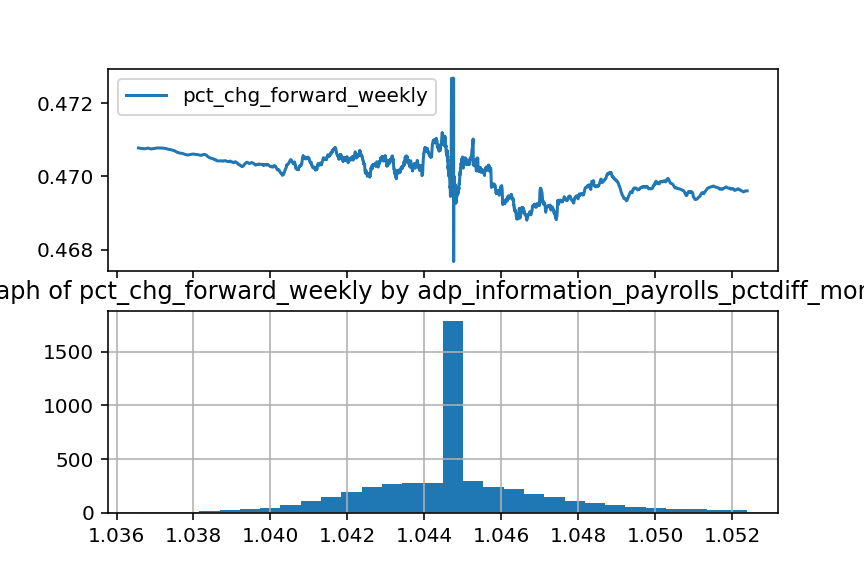 pct_chg_forward_weekly
0.472
0.470
0.468
aph of pct_chg_forward_weekly by adp_information_payrolls_pctdiff_mor
1500
1000
500
0
1.036 1.038 1.040 1.042 1.044 1.046 1.048 1.050 1.052